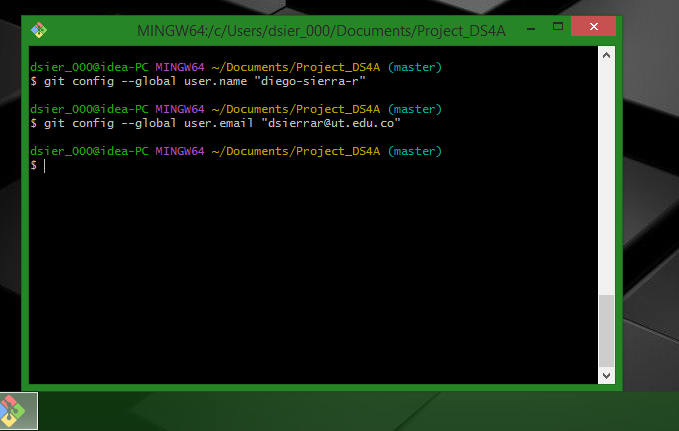 MINGW64:/c/Users/dsier_000/Documents/Project_DS4A
dsier_000@idea-PC MINGW64 ~/Documents/Project_DS4A (master)
$ git config --global user.name "diego-sierra-r"
dsier_000@idea-PC MINGW64 ~/Documents/Project_DS4A (master)
$ git config --global user.email "dsierrar@ut.edu.co"
dsier_000@idea-PC MINGW64 ~/Documents/Project_DS4A (master)
$